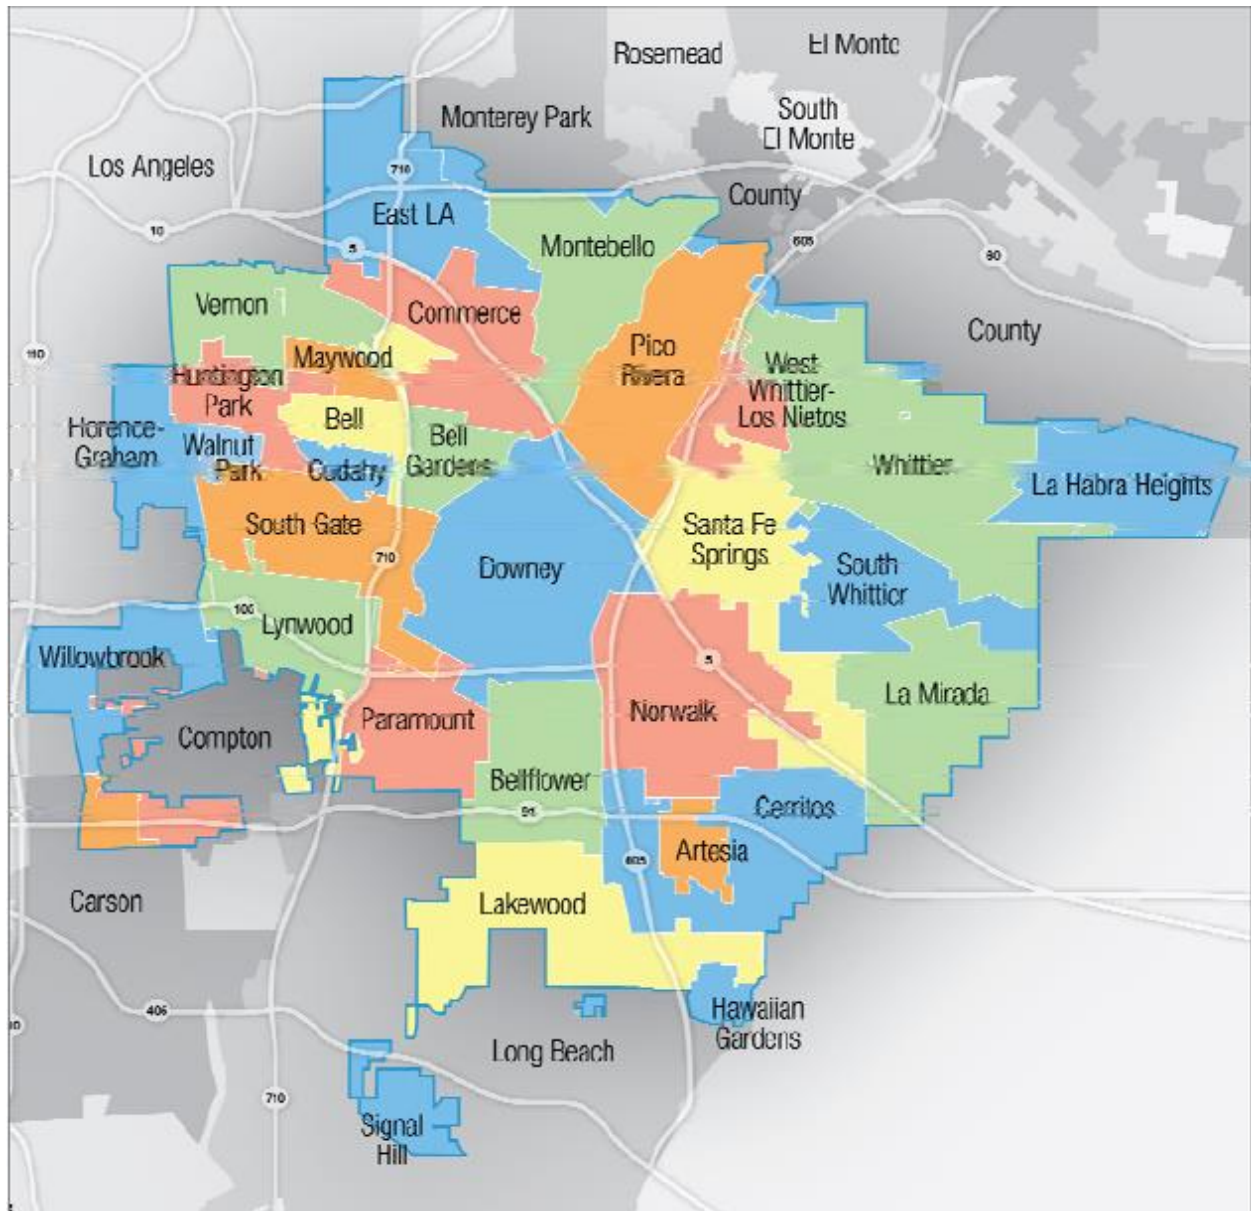 Rosemead
El Monte
Monterey Park
South
El Monte
Los Angeles
710
County
East LA
10
5
Montebello
605
60
Vernon
Commerce
County
110
Maywood
Pico
Rivera
West
Whittier-
Los Nietos
Huntington
Park
Bell
Horence-
Graham
Walnut
Park
Cudahy
Bell
Gardens
Whittier
La Habra Heights
South Gate
Santa Fe
Springs
710
Downey
South
Whittier
Lynwood
Willowbrook
5
La Mirada
Compton
Paramount
Norwalk
Bellflower
91
Cerritos
Artesia
605
Carson
Lakewood
405
Hawaiian
Gardens
Long Beach
710
Signal
Hill